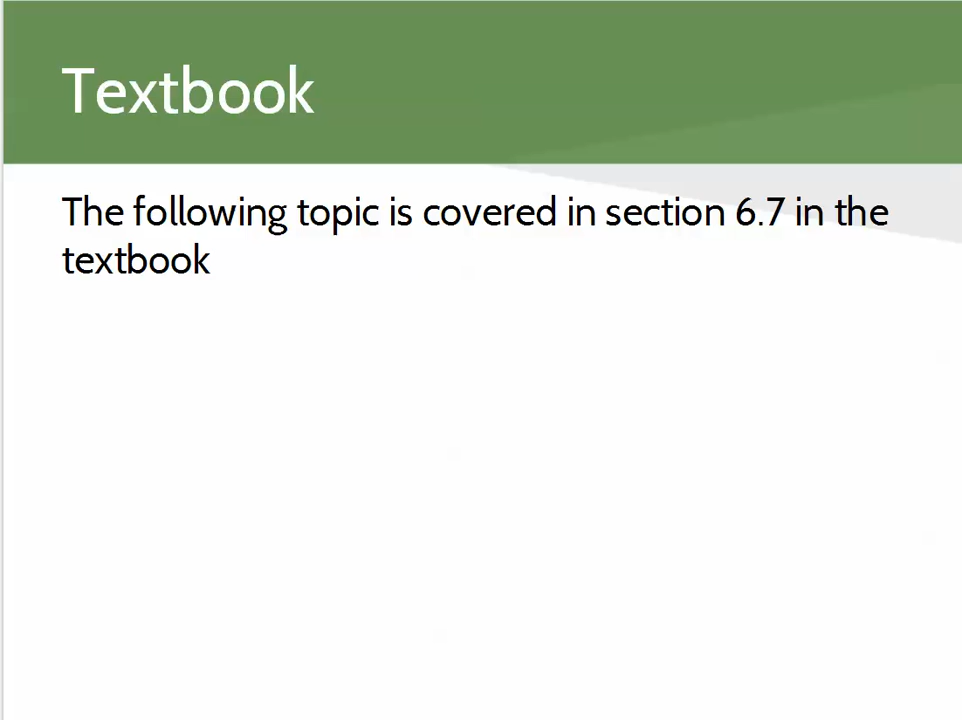 Textbook
The following topic is covered in section 6.7 in the
textbook